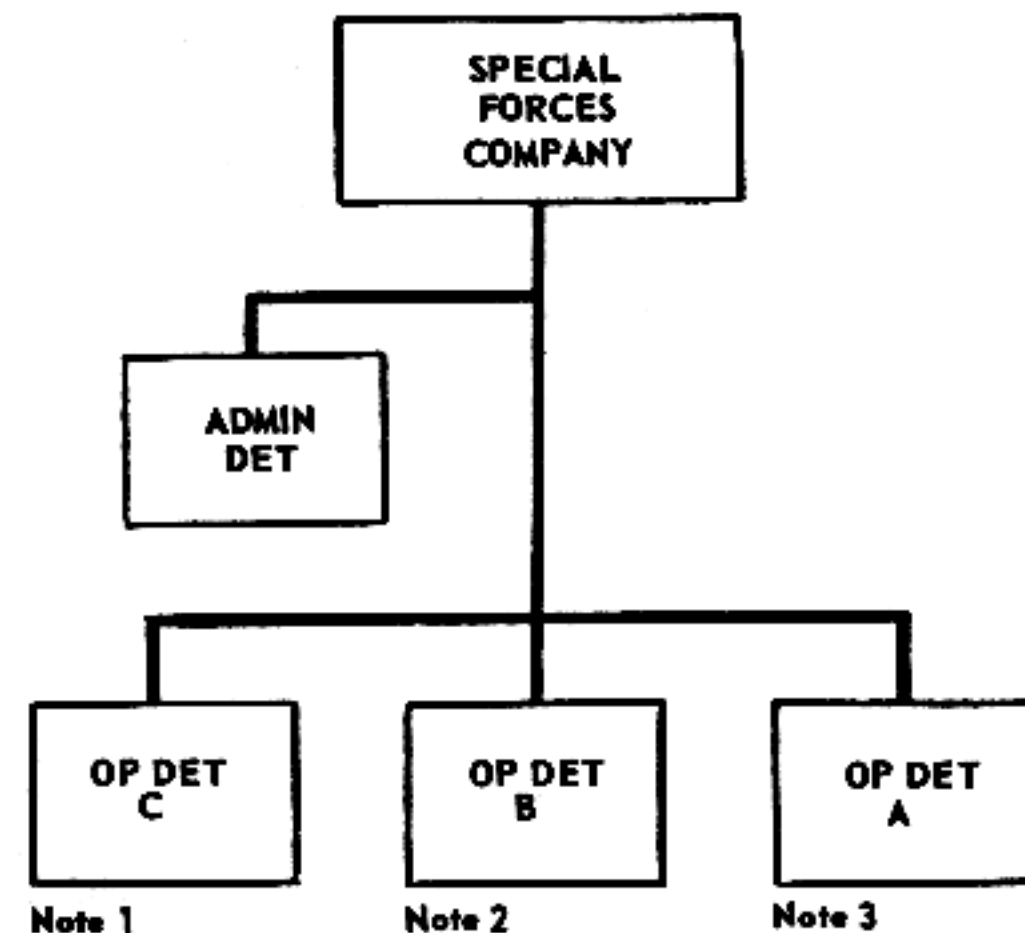 SPECIAL
FORCES
COMPANY
ADMIN
DET
OP DET
C
OP DET
B
OP DET
A
Note 1
Note 2
Note 3